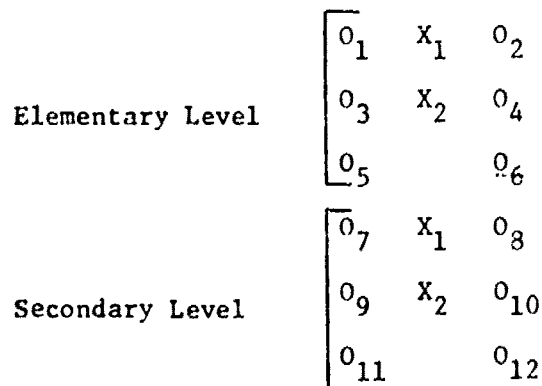 O₁ X₁ O₂
Elementary Level O₃ X₂ O₄
O₅ O₆
O₇ X₁ O₈
Secondary Level O₉ X₂ O₁₀
O₁₁ O₁₂